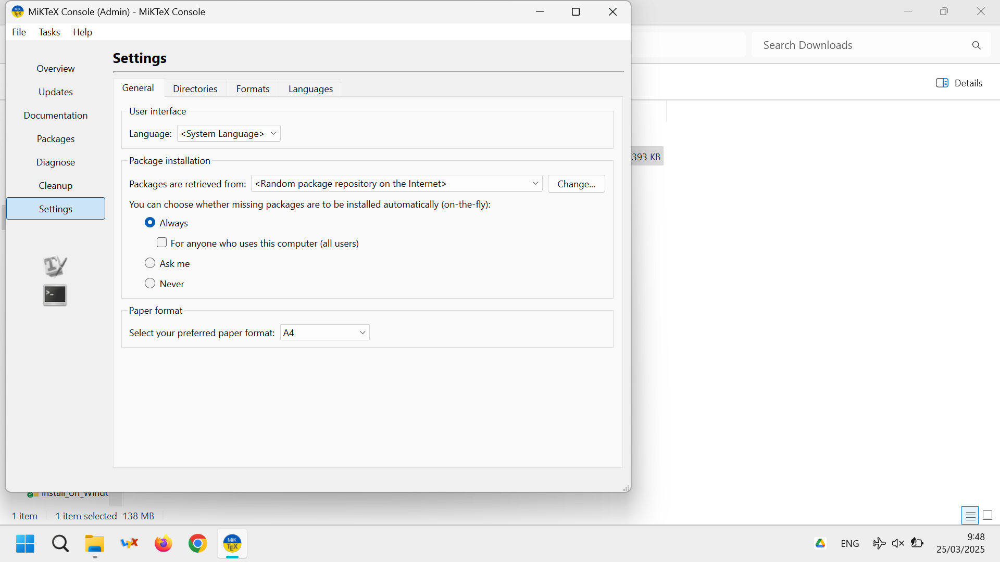 MiKTeX Console (Admin) - MiKTeX Console
File Tasks Help
Search Downloads
Settings
Overview
Updates
Documentation
Packages
Diagnose
Cleanup
Settings
General Directories Formats Languages
Details
User interface
Language: <System Language>
Package installation
393 KB
Packages are retrieved from: <Random package repository on the Internet> Change...
You can choose whether missing packages are to be installed automatically (on-the-fly):
Always
For anyone who uses this computer (all users)
Ask me
Never
Paper format
Select your preferred paper format: A4
1 item 1 item selected 138 MB
MiK
TEX
ENG
9:48
25/03/2025